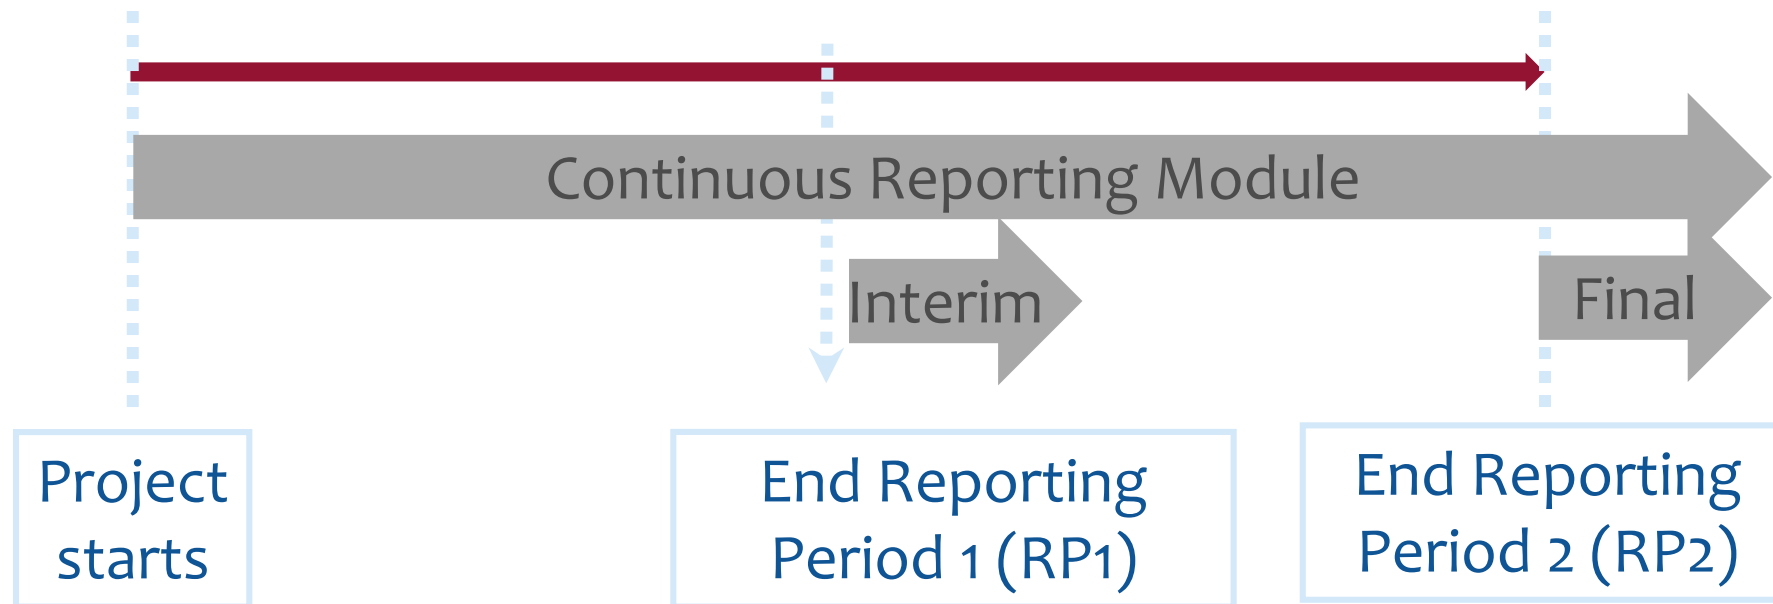 Continuous Reporting Module
Interim
Final
Project
starts
End Reporting
Period 1 (RP1)
End Reporting
Period 2 (RP2)